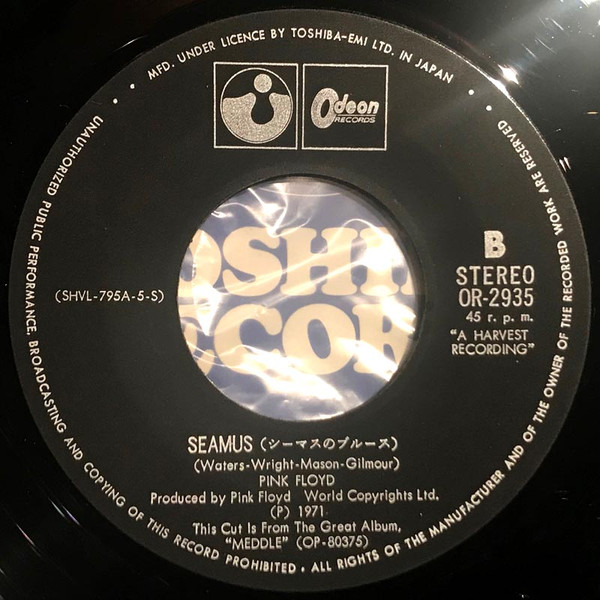 MFD. UNDER LICENCE BY TOSHIBA-EMI LTD. IN JAPAN
Odeon
RECORDS
B
STEREO
OR-2935
45 r. p. m.
"A HARVEST
RECORDING"
(SHVL-795A-5-S)
SEAMUS (シーマスのブルース)
(Waters-Wright-Mason-Gilmour)
PINK FLOYD
Produced by Pink Floyd World Copyrights Ltd.
(P) 1971
This Cut Is From The Great Album,
"MEDDLE" (OP-80375)
UNAUTHORIZED PUBLIC PERFORMANCE, BROADCASTING AND COPYING OF THIS RECORD PROHIBITED • ALL RIGHTS OF THE MANUFACTURER AND OF THE OWNER OF THE RECORDED WORK ARE RESERVED